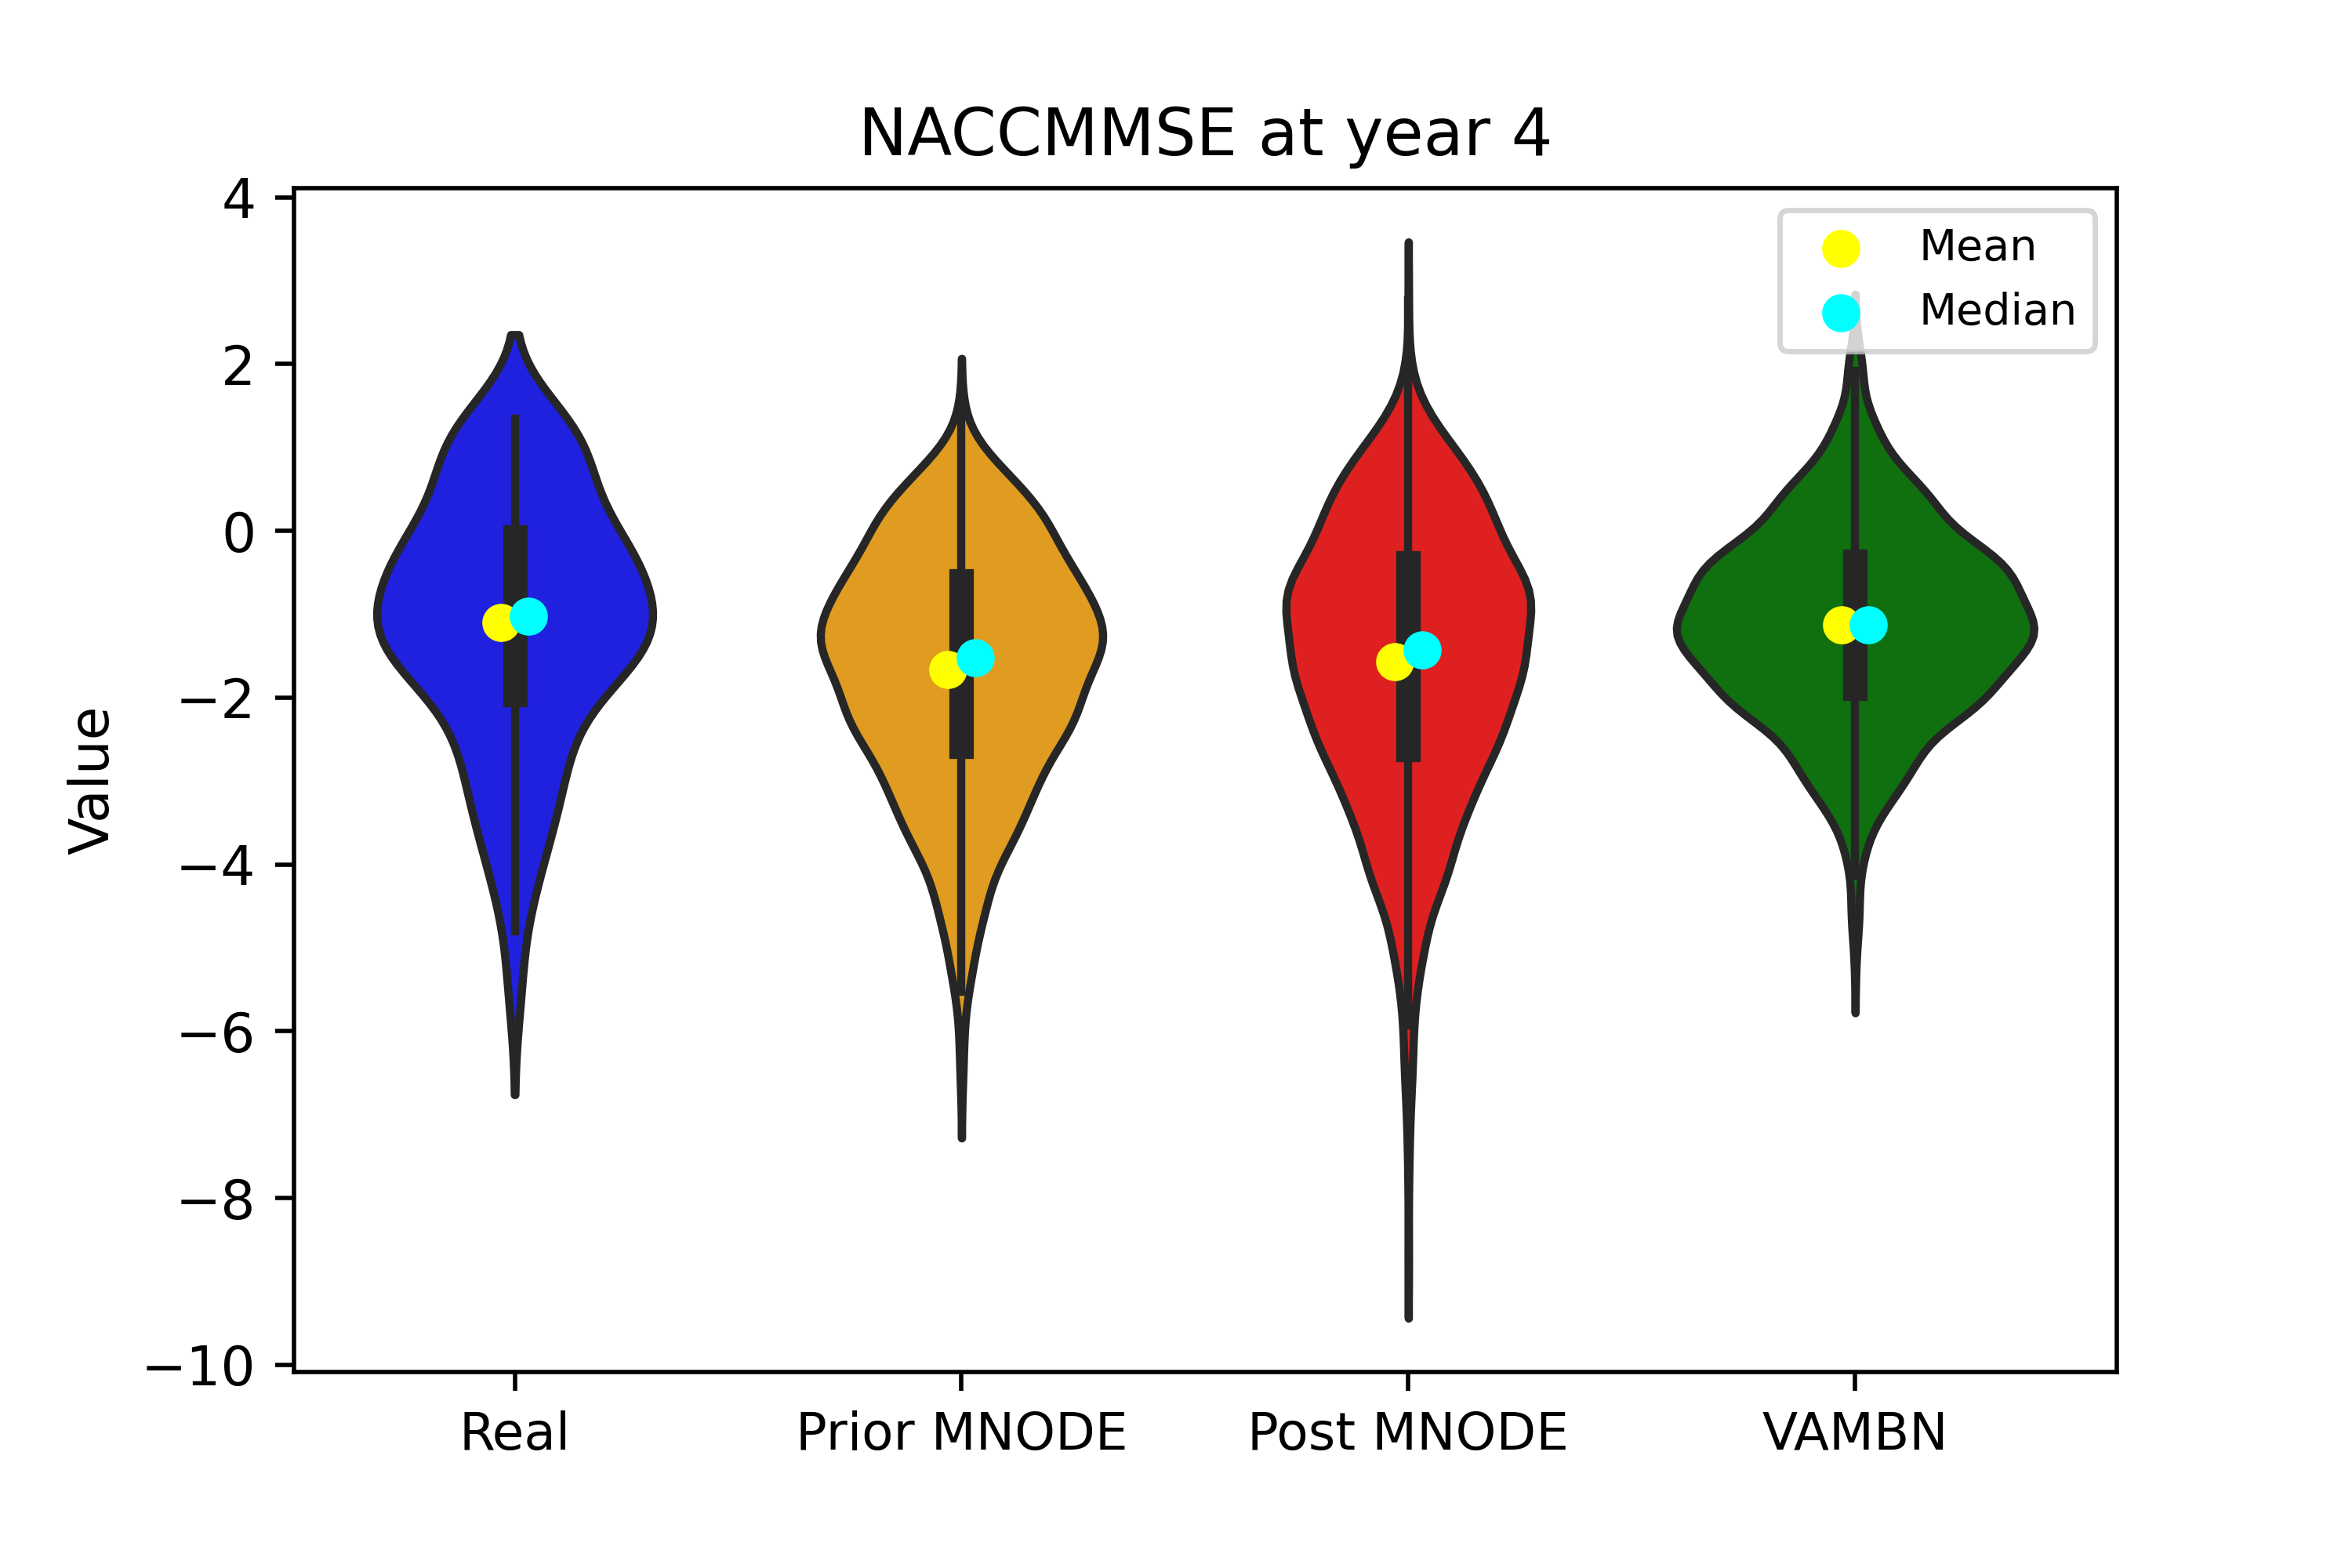 NACCMMSE at year 4
Mean
Median
Value
4
2
0
−2
−4
−6
−8
−10
Real
Prior MNODE
Post MNODE
VAMBN